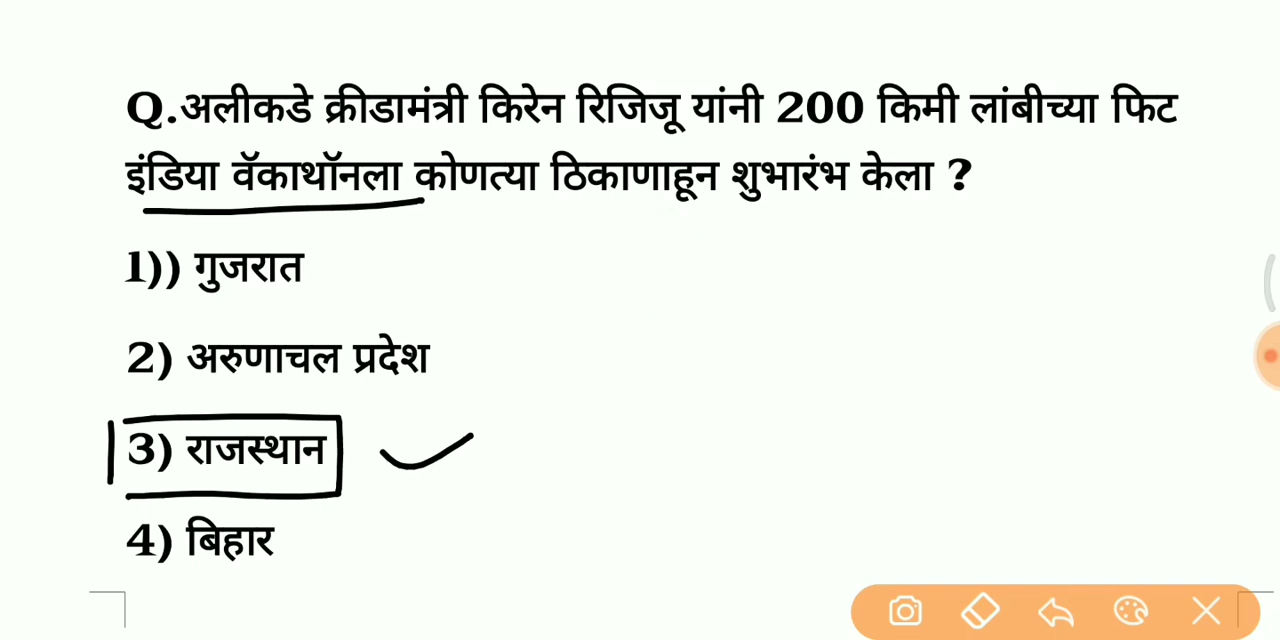 Q.अलीकडे क्रीडामंत्री किरेन रिजिजू यांनी 200 किमी लांबीच्या फिट
इंडिया वॅकाथॉनला कोणत्या ठिकाणाहून शुभारंभ केला ?
1)) गुजरात
2) अरुणाचल प्रदेश
3) राजस्थान
4) बिहार